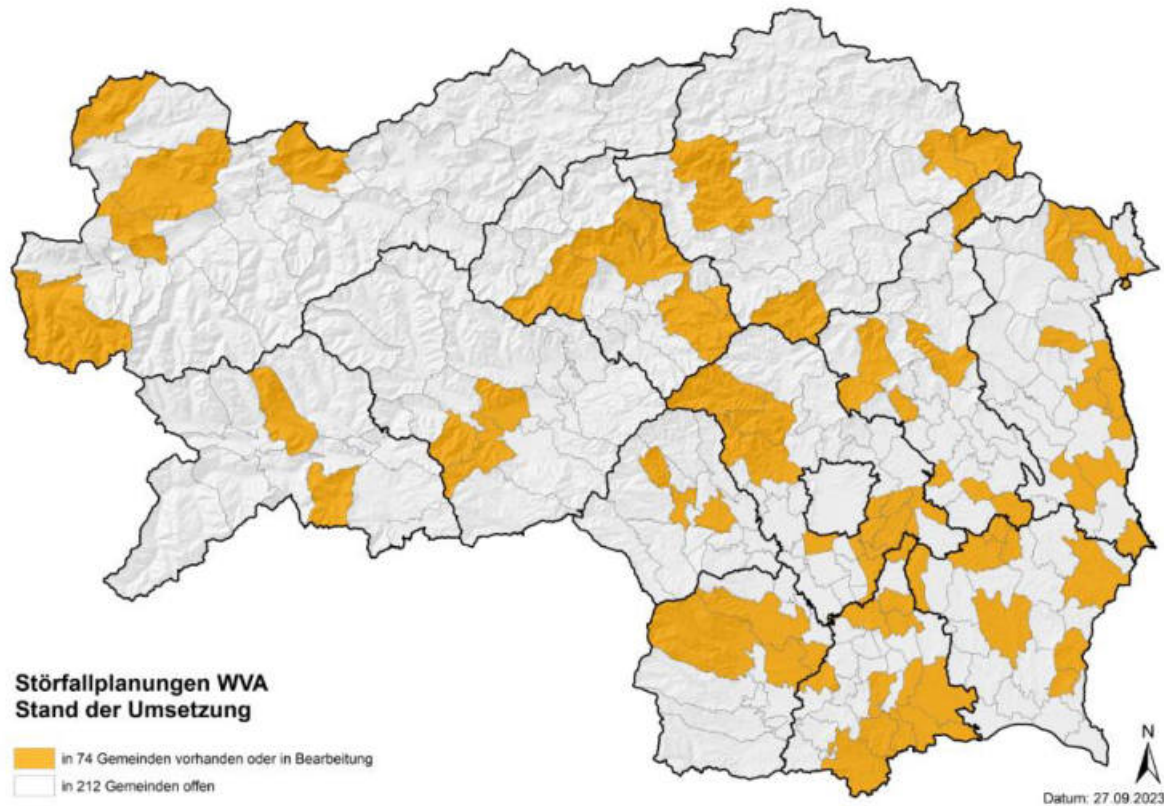 Störfallplanungen WVA
Stand der Umsetzung
in 74 Gemeinden vorhanden oder in Bearbeitung
in 212 Gemeinden offen
N
Datum: 27.09.2023